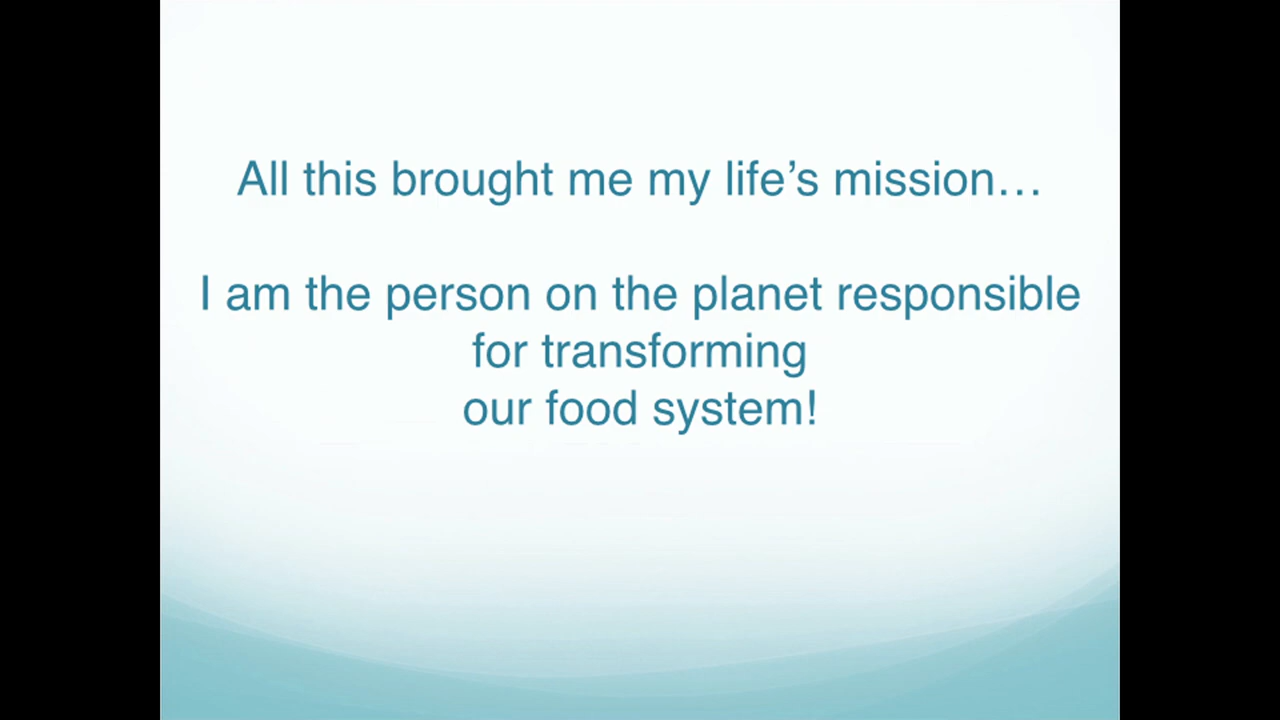 All this brought me my life’s mission…
I am the person on the planet responsible
for transforming
our food system!